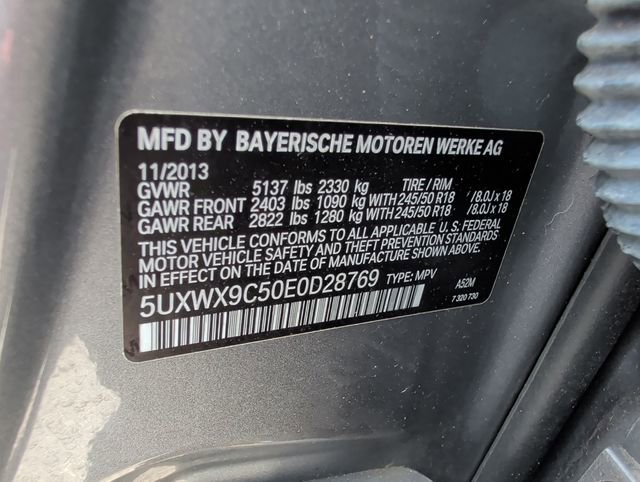 MFD BY BAYERISCHE MOTOREN WERKE AG
11/2013
GVWR 5137 lbs 2330 kg TIRE / RIM
GAWR FRONT 2403 lbs 1090 kg WITH 245/50 R18 / 8.0J x 18
GAWR REAR 2822 lbs 1280 kg WITH 245/50 R18 / 8.0J x 18
THIS VEHICLE CONFORMS TO ALL APPLICABLE U. S. FEDERAL
MOTOR VEHICLE SAFETY AND THEFT PREVENTION STANDARDS
IN EFFECT ON THE DATE OF MANUFACTURE SHOWN ABOVE.
5UXWX9C50E0D28769 TYPE: MPV A52M
7 320 730